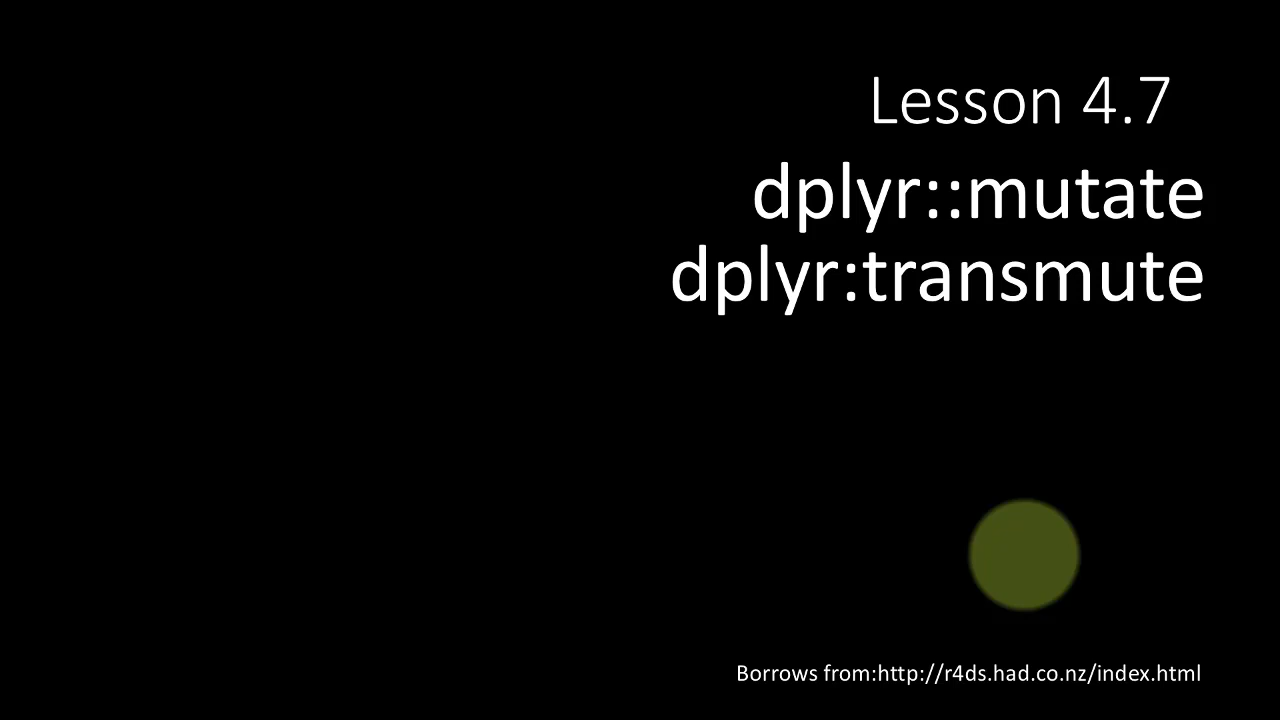 Lesson 4.7
dplyr::mutate
dplyr:transmute
Borrows from:http://r4ds.had.co.nz/index.html